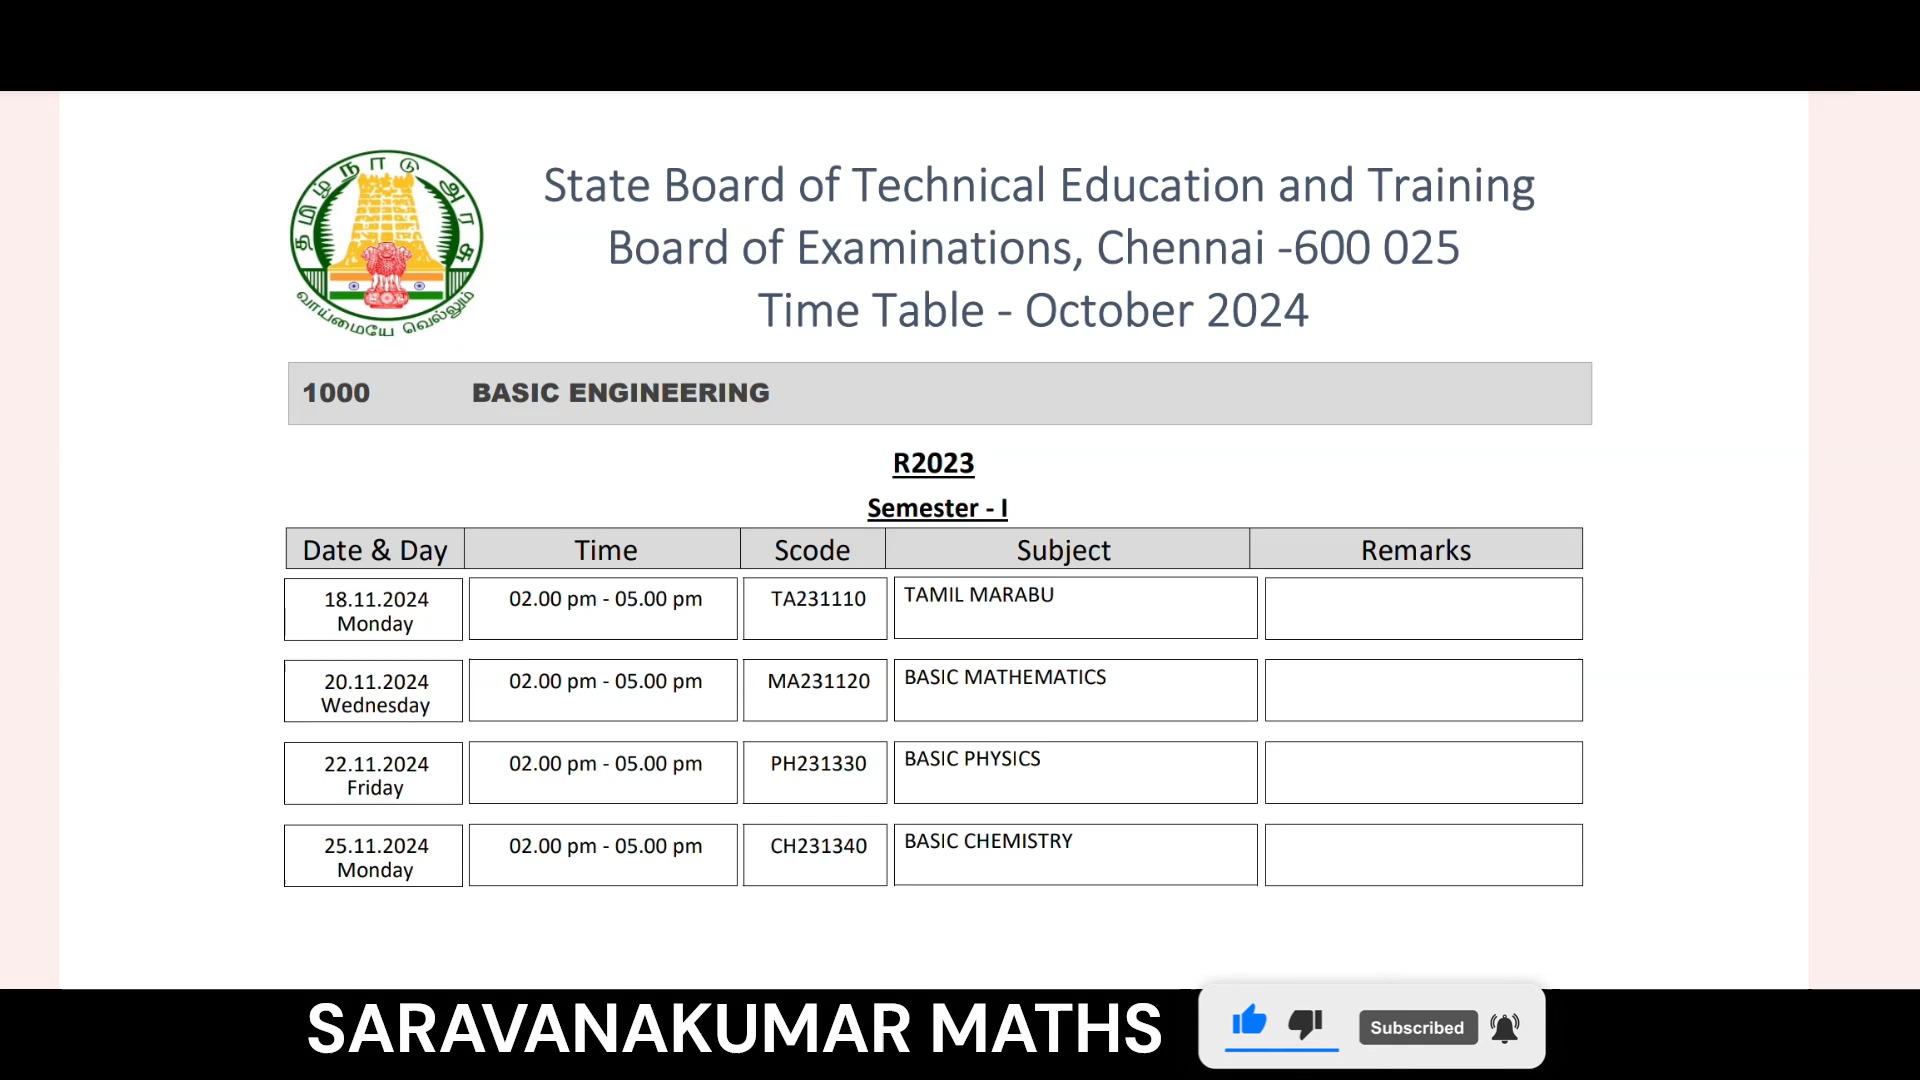 தமிழ்நாடு அரசு
வாய்மையே வெல்லும்
State Board of Technical Education and Training
Board of Examinations, Chennai -600 025
Time Table - October 2024
1000 BASIC ENGINEERING
R2023
Semester - I
Date & Day Time Scode Subject Remarks
18.11.2024 02.00 pm - 05.00 pm TA231110 TAMIL MARABU
Monday
20.11.2024 02.00 pm - 05.00 pm MA231120 BASIC MATHEMATICS
Wednesday
22.11.2024 02.00 pm - 05.00 pm PH231330 BASIC PHYSICS
Friday
25.11.2024 02.00 pm - 05.00 pm CH231340 BASIC CHEMISTRY
Monday
SARAVANAKUMAR MATHS
Subscribed